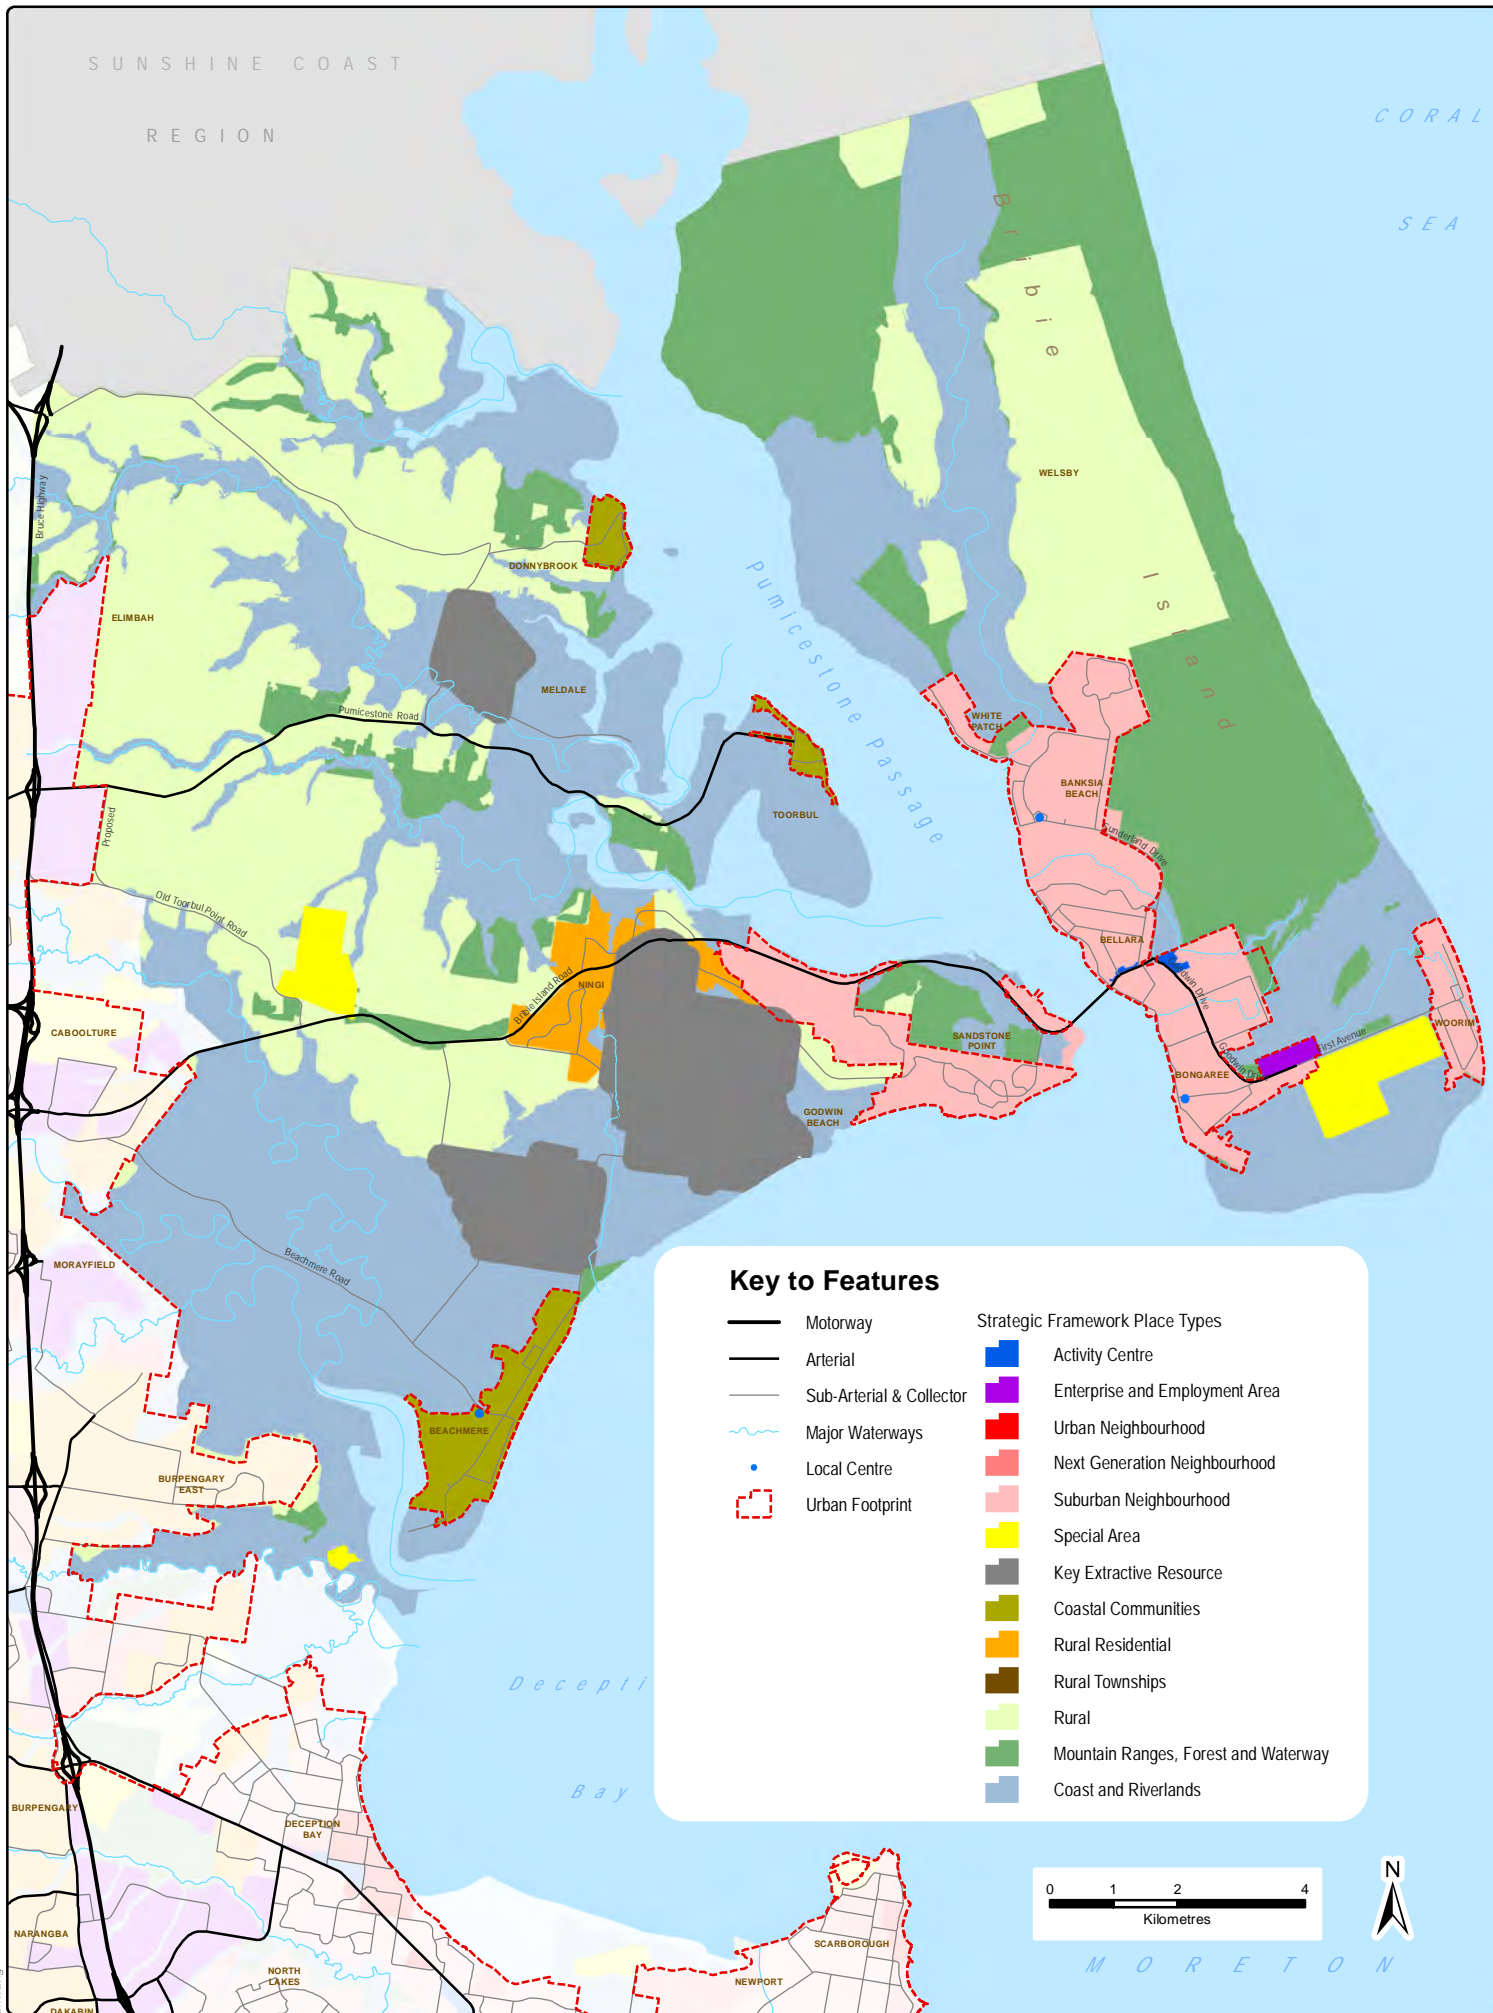 SUNSHINE COAST
REGION
CORAL
SEA
Bribie Island
Bruce Highway
WELSBY
DONNYBROOK
ELIMBAH
MELDALE
Pumicestone Passage
Pumicestone Road
WHITE
PATCH
BANKSIA
BEACH
TOORBUL
Proposed
Sunderland Drive
Old Toorbul Point Road
BELLARA
NINGI
Bribie Island Road
Goodwin Drive
CABOOLTURE
SANDSTONE
POINT
WOORIM
First Avenue
Goodwin Drive
BONGAREE
GODWIN
BEACH
MORAYFIELD
Beachmere Road
BEACHMERE
BURPENGARY
EAST
Key to Features
Motorway
Arterial
Sub-Arterial & Collector
Major Waterways
Local Centre
Urban Footprint
Strategic Framework Place Types
Activity Centre
Enterprise and Employment Area
Urban Neighbourhood
Next Generation Neighbourhood
Suburban Neighbourhood
Special Area
Key Extractive Resource
Coastal Communities
Rural Residential
Rural Townships
Rural
Mountain Ranges, Forest and Waterway
Coast and Riverlands
Decepti
Bay
BURPENGARY
DECEPTION
BAY
0 1 2 4
Kilometres
N
NARANGBA
SCARBOROUGH
MORETON
NORTH
LAKES
NEWPORT
DAKABIN